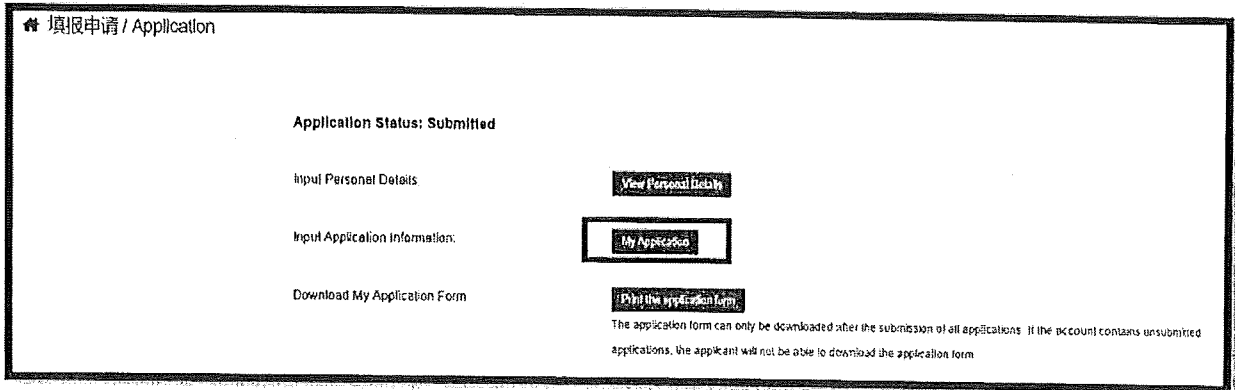 填报申请 / Application
Application Status: Submitted
Input Personal Details
View Personal Details
Input Application Information:
My Application
Download My Application Form
Print the application form
The application form can only be downloaded after the submission of all applications. If the account contains unsubmitted
applications, the applicant will not be able to download the application form